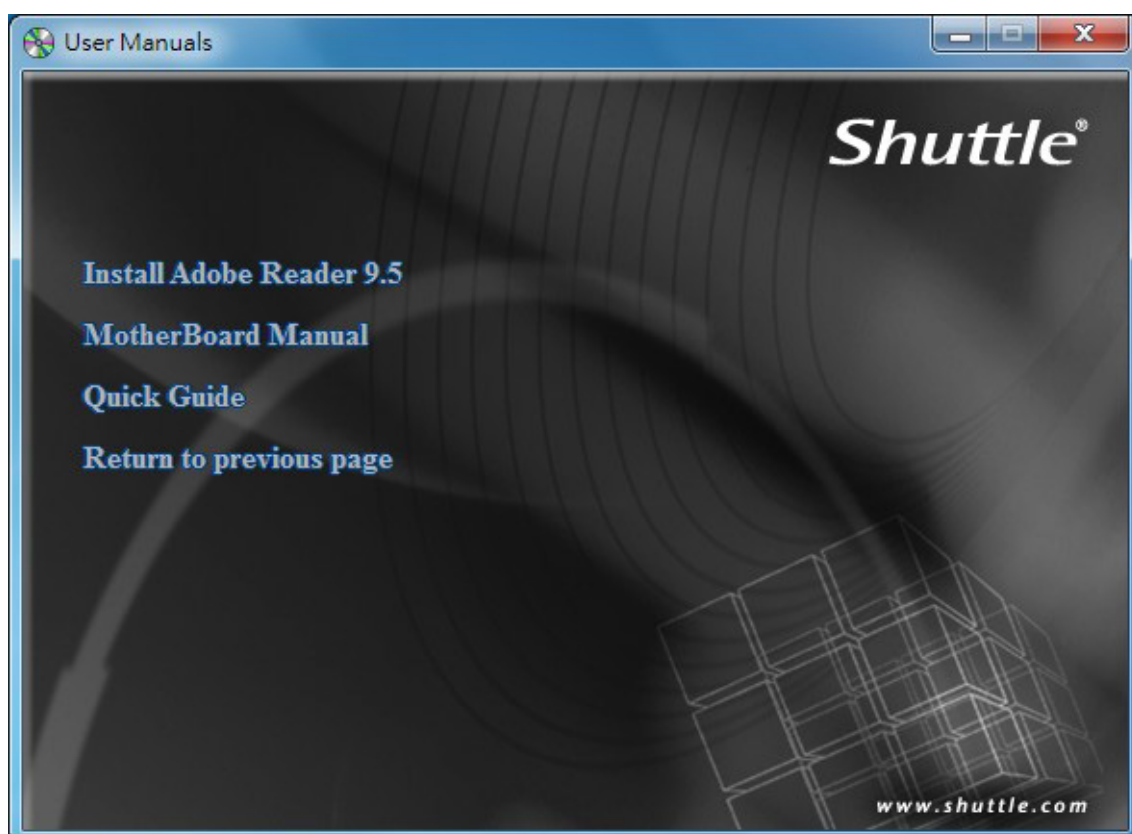 User Manuals
Shuttle®
Install Adobe Reader 9.5
MotherBoard Manual
Quick Guide
Return to previous page
www.shuttle.com